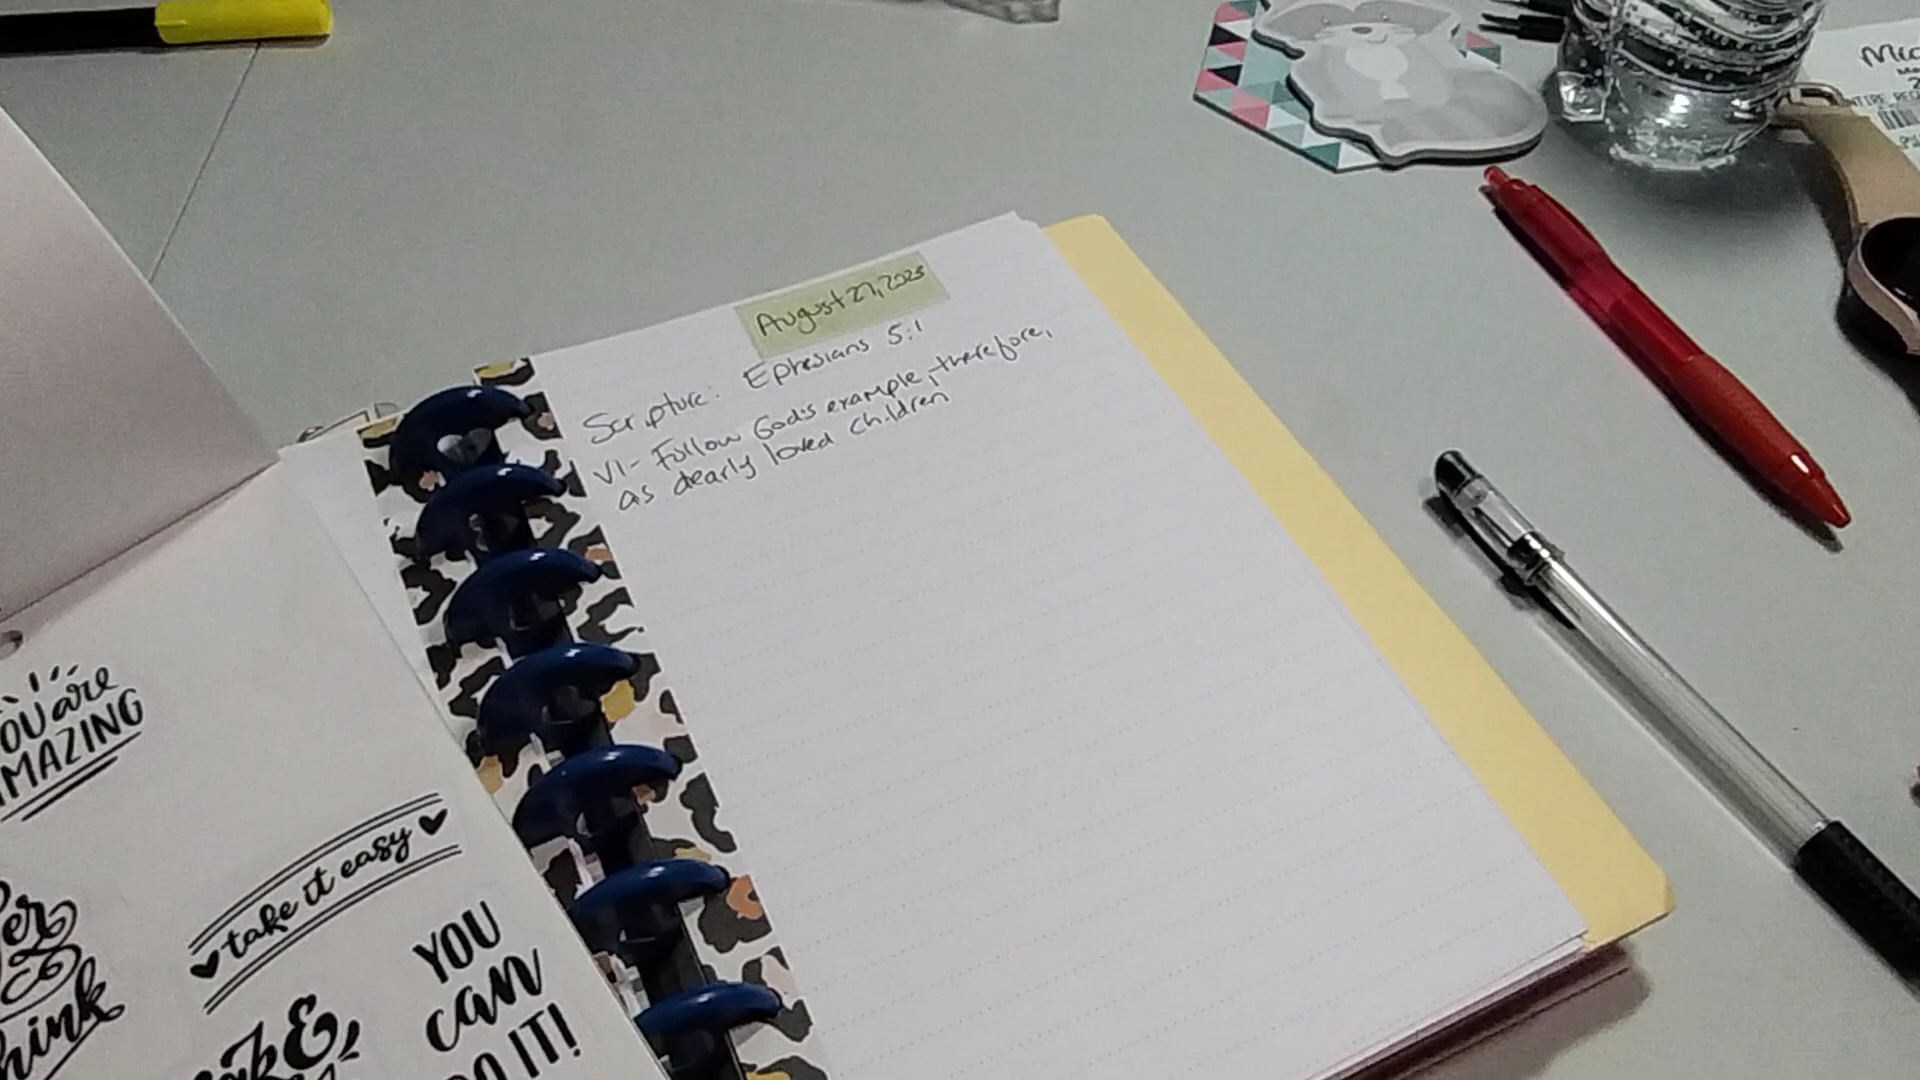 August 27, 2025
Scripture: Ephesians 5:1
V1- Follow God's example, therefore,
as dearly loved children
YOU are
AMAZING
take it easy
YOU
can
DO IT!